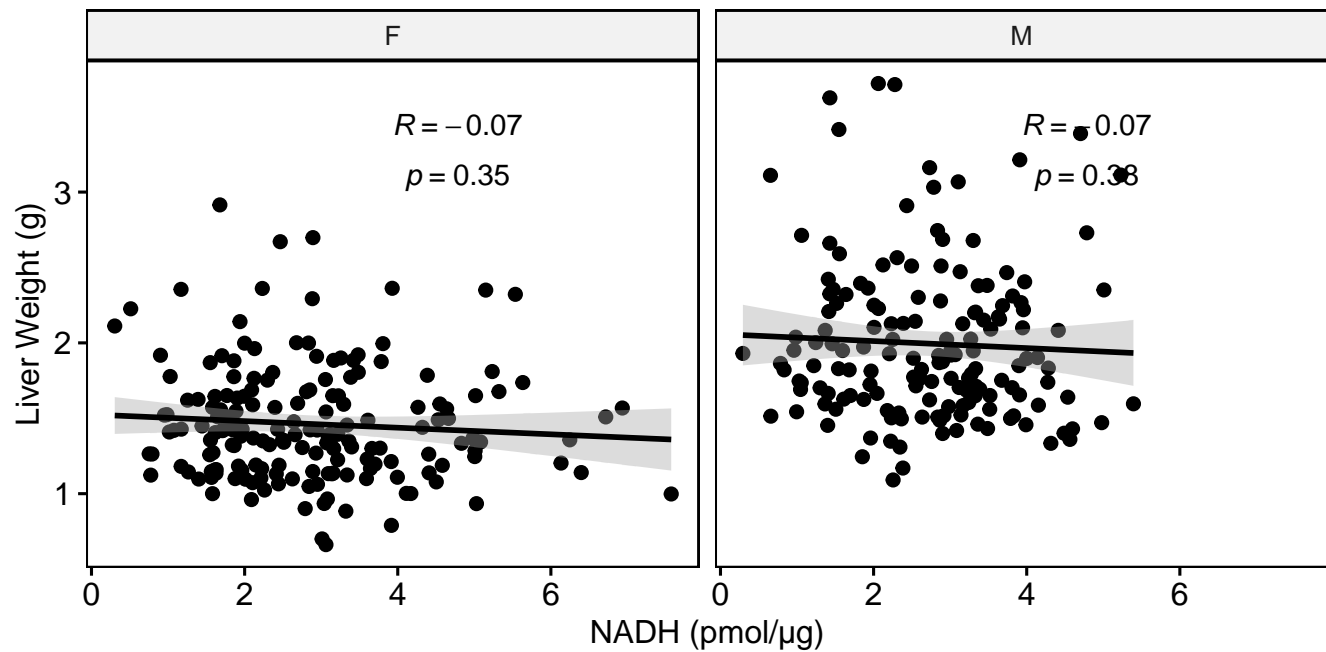 F
M
R = −0.07
p = 0.35
R = −0.07
p = 0.38
Liver Weight (g)
3
2
1
0 2 4 6
0 2 4 6
NADH (pmol/µg)